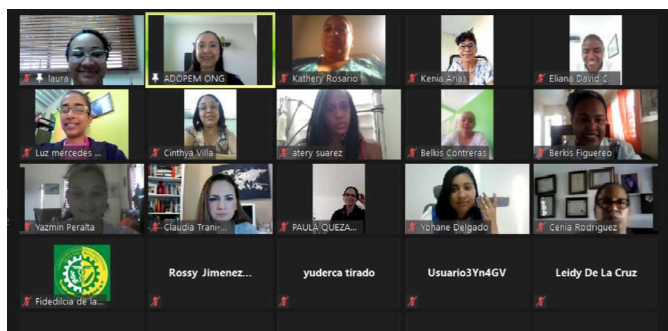 laura
ADOPEM ONG
Kathery Rosario
Kenia Arias
Eliana David C
Luz mercedes ...
Cinthya Villa
atery suarez
Belkis Contreras
Berkis Figuereo
Yazmin Peralta
Claudia Trani-...
PAULA QUEZA...
Yohane Delgado
Cenia Rodriguez
Fidedilcia de la...
Rossy Jimenez...
yuderca tirado
Usuario3Yn4GV
Leidy De La Cruz